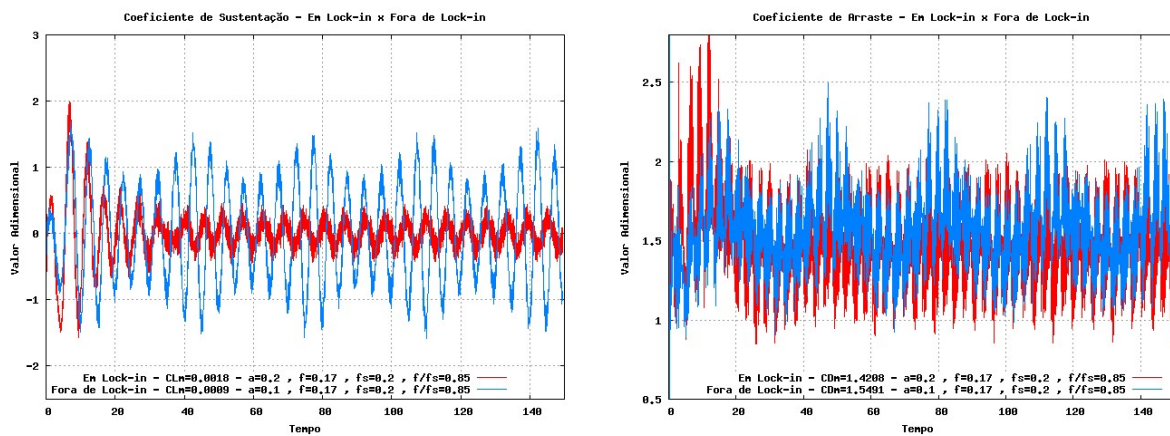 Coeficiente de Sustentação - Em Lock-in x Fora de Lock-in
Valor Adimensional
3
2
1
0
-1
-2
Em Lock-in - CLm=0.0018 - a=0.2 , f=0.17 , fs=0.2 , f/fs=0.85
Fora de Lock-in - CLm=0.0009 - a=0.1 , f=0.17 , fs=0.2 , f/fs=0.85
0 20 40 60 80 100 120 140
Tempo
Coeficiente de Arraste - Em Lock-in x Fora de Lock-in
Valor Adimensional
2.5
2
1.5
1
0.5
Em Lock-in - CDm=1.4208 - a=0.2 , f=0.17 , fs=0.2 , f/fs=0.85
Fora de Lock-in - CDm=1.5491 - a=0.1 , f=0.17 , fs=0.2 , f/fs=0.85
0 20 40 60 80 100 120 140
Tempo